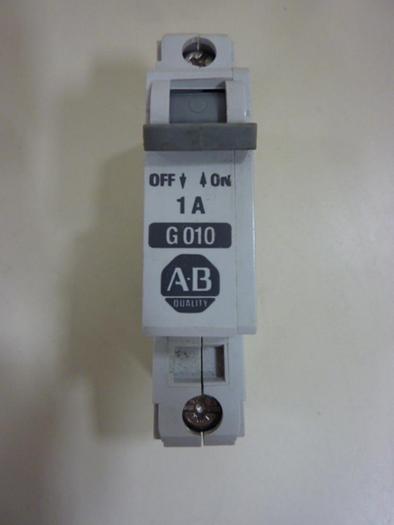 OFF ↓ ↑ ON
1 A
G 010
A·B
QUALITY